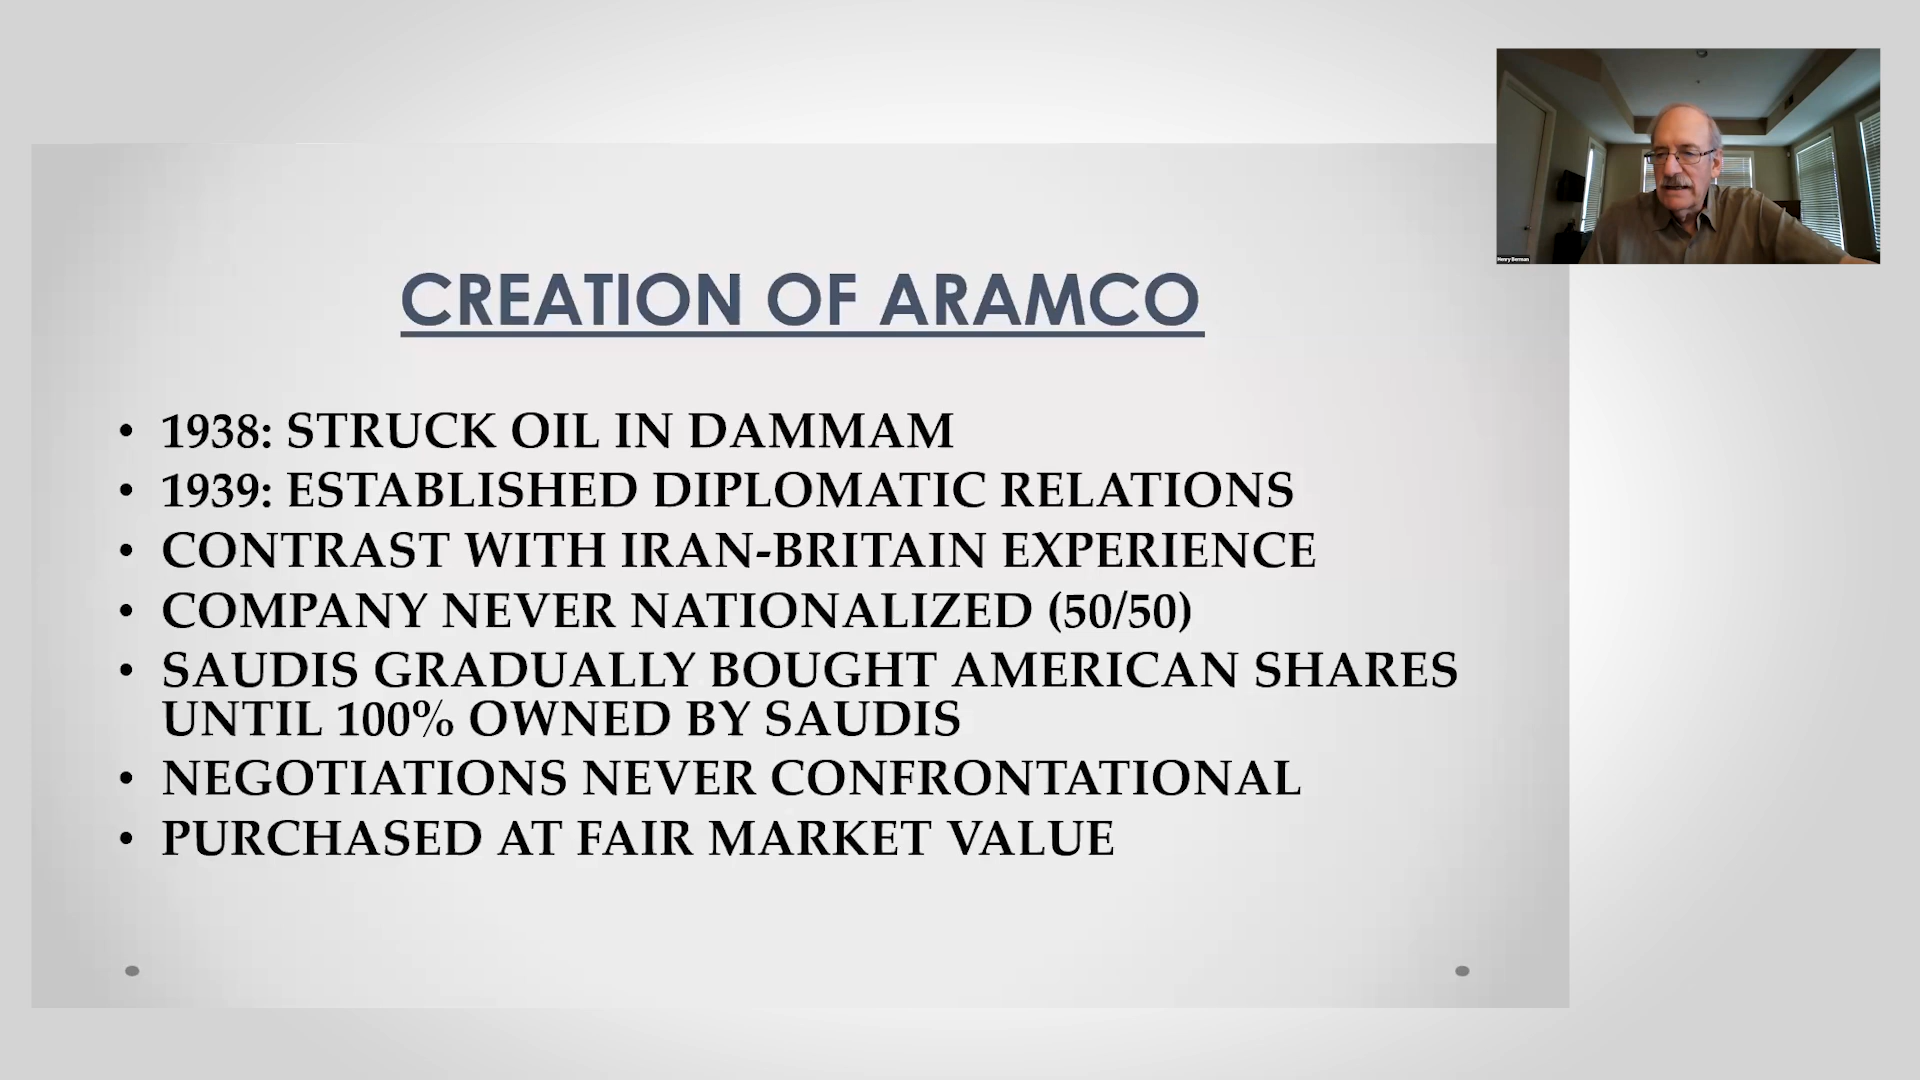 CREATION OF ARAMCO
• 1938: STRUCK OIL IN DAMMAM
• 1939: ESTABLISHED DIPLOMATIC RELATIONS
• CONTRAST WITH IRAN-BRITAIN EXPERIENCE
• COMPANY NEVER NATIONALIZED (50/50)
• SAUDIS GRADUALLY BOUGHT AMERICAN SHARES
UNTIL 100% OWNED BY SAUDIS
• NEGOTIATIONS NEVER CONFRONTATIONAL
• PURCHASED AT FAIR MARKET VALUE
Henry Berman